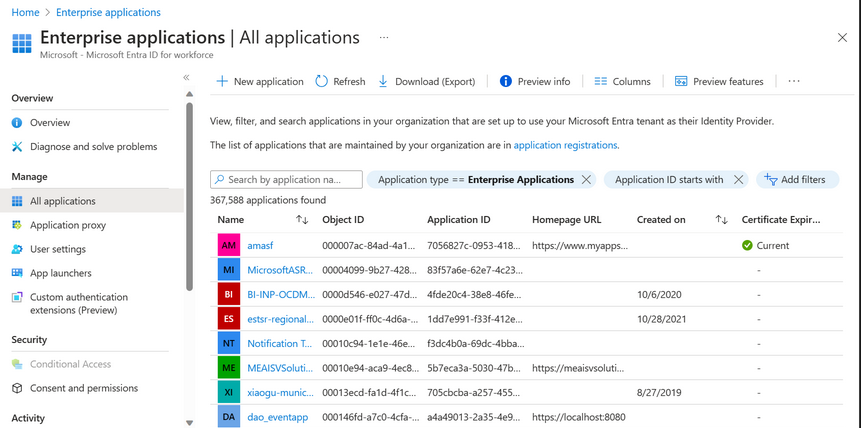 Home > Enterprise applications
Enterprise applications | All applications ...
Microsoft - Microsoft Entra ID for workforce
Overview
Overview
Diagnose and solve problems
Manage
All applications
Application proxy
User settings
App launchers
Custom authentication
extensions (Preview)
Security
Conditional Access
Consent and permissions
Activity
New application Refresh Download (Export) Preview info Columns Preview features ...
View, filter, and search applications in your organization that are set up to use your Microsoft Entra tenant as their Identity Provider.
The list of applications that are maintained by your organization are in application registrations.
Search by application na... Application type == Enterprise Applications Application ID starts with Add filters
367,588 applications found
Name Object ID Application ID Homepage URL Created on Certificate Expir...
AM amasf 000007ac-84ad-4a1... 7056827c-0953-418... https://www.myapps... Current
MI MicrosoftASR... 00004099-9b27-428... 83f57a6e-62e7-4c23... -
BI BI-INP-OCDM... 0000d546-e027-47d... 4fde20c4-38e8-46fe... 10/6/2020 -
ES estsr-regional... 0000e01f-ff0c-4d6a-... 1dd7e991-f33f-412e... 10/28/2021 -
NT Notification T... 00010c94-1e1e-46e... f3dc4b0a-69dc-4bba... -
ME MEAISVSoluti... 00010e94-aca9-4ec8... 5b7eca3a-5030-47b... https://meaisvsoluti... -
XI xiaogu-munic... 00013ecd-fa1d-4f1c... 705cbcba-a257-455... 8/27/2019 -
DA dao_eventapp 000146fd-a7c0-4cfa-... a4a49013-2a35-4e9... https://localhost:8080 -